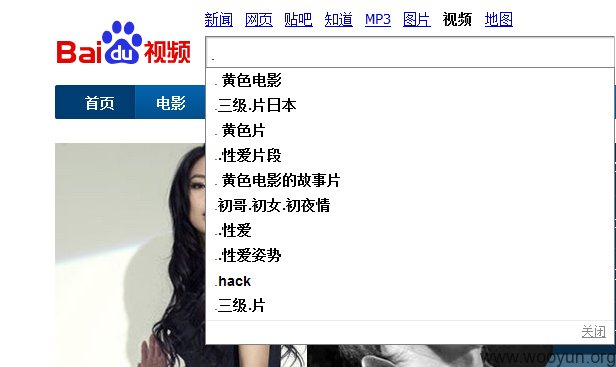 新闻 网页 贴吧 知道 MP3 图片 视频 地图
Bai du 视频
.
首页 电影
. 黄色电影
.三级.片日本
. 黄色片
..性爱片段
. 黄色电影的故事片
.初哥.初女.初夜情
..性爱
..性爱姿势
.hack
.三级.片
关闭
www.wooyun.org